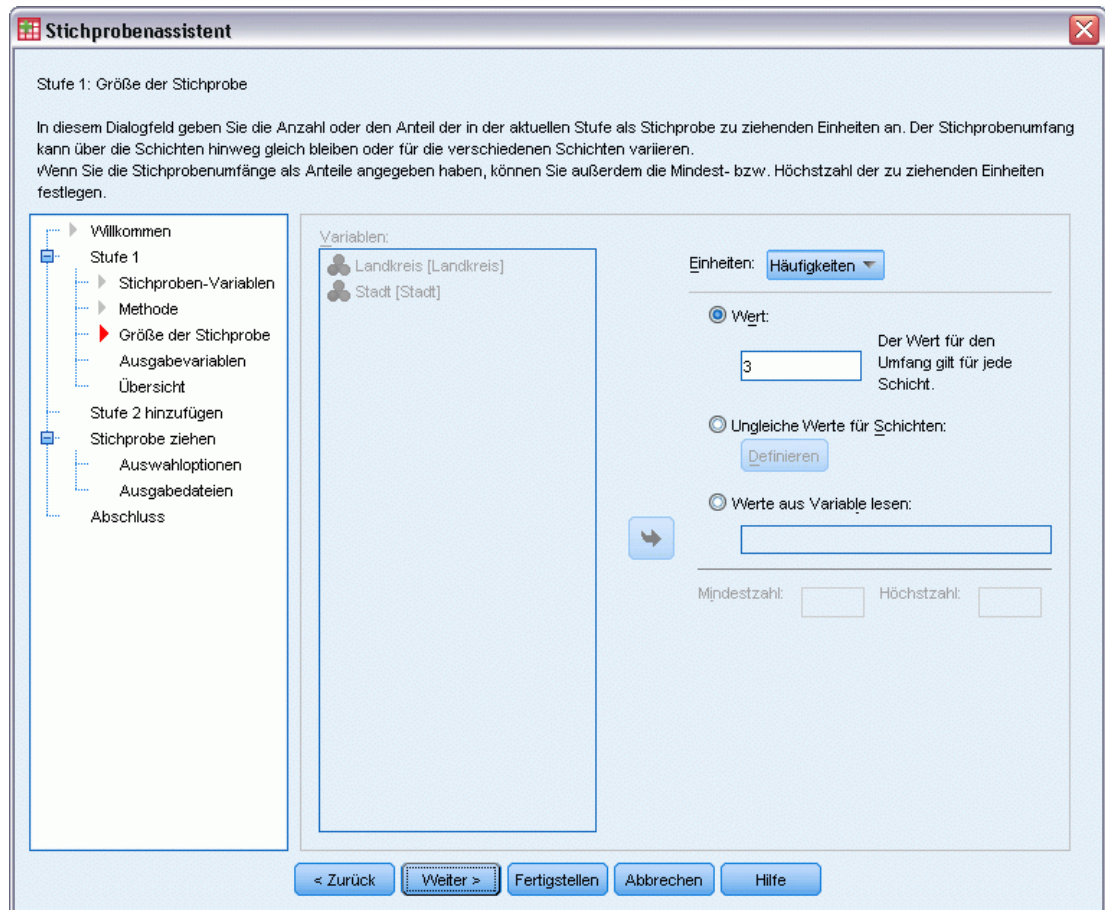 Stichprobenassistent
Stufe 1: Größe der Stichprobe
In diesem Dialogfeld geben Sie die Anzahl oder den Anteil der in der aktuellen Stufe als Stichprobe zu ziehenden Einheiten an. Der Stichprobenumfang
kann über die Schichten hinweg gleich bleiben oder für die verschiedenen Schichten variieren.
Wenn Sie die Stichprobenumfänge als Anteile angegeben haben, können Sie außerdem die Mindest- bzw. Höchstzahl der zu ziehenden Einheiten
festlegen.
Willkommen
Stufe 1
Stichproben-Variablen
Methode
Größe der Stichprobe
Ausgabevariablen
Übersicht
Stufe 2 hinzufügen
Stichprobe ziehen
Auswahloptionen
Ausgabedateien
Abschluss
Variablen:
Landkreis [Landkreis]
Stadt [Stadt]
Einheiten: Häufigkeiten
Wert:
3
Der Wert für den
Umfang gilt für jede
Schicht.
Ungleiche Werte für Schichten:
Definieren
Werte aus Variable lesen:
Mindestzahl: Höchstzahl:
< Zurück Weiter > Fertigstellen Abbrechen Hilfe